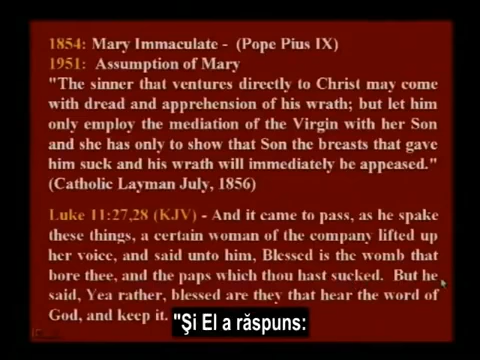 1854: Mary Immaculate - (Pope Pius IX)
1951: Assumption of Mary
"The sinner that ventures directly to Christ may come
with dread and apprehension of his wrath; but let him
only employ the mediation of the Virgin with her Son
and she has only to show that Son the breasts that gave
him suck and his wrath will immediately be appeased."
(Catholic Layman July, 1856)
Luke 11:27,28 (KJV) - And it came to pass, as he spake
these things, a certain woman of the company lifted up
her voice, and said unto him, Blessed is the womb that
bore thee, and the paps which thou hast sucked. But he
said, Yea rather, blessed are they that hear the word of
God, and keep it.
"Și El a răspuns: